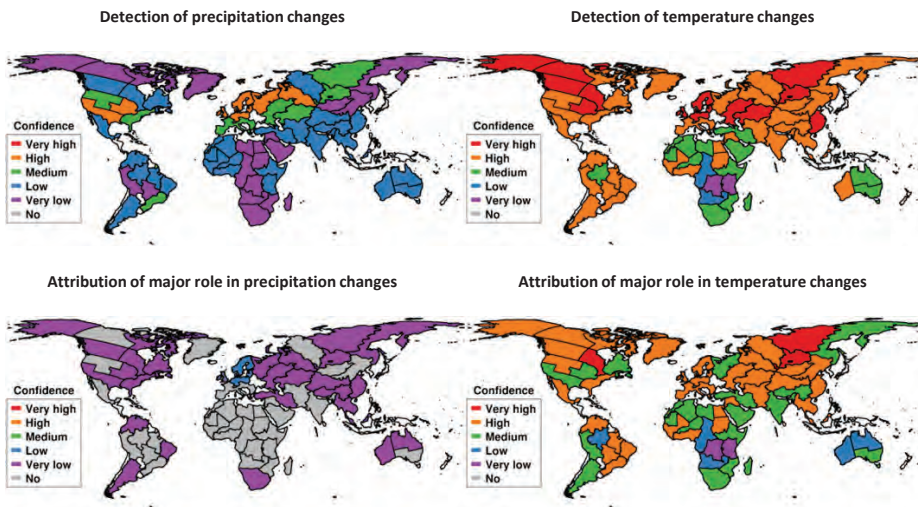 Detection of precipitation changes
Detection of temperature changes
Confidence
Very high
High
Medium
Low
Very low
No
Confidence
Very high
High
Medium
Low
Very low
No
Attribution of major role in precipitation changes
Attribution of major role in temperature changes
Confidence
Very high
High
Medium
Low
Very low
No
Confidence
Very high
High
Medium
Low
Very low
No